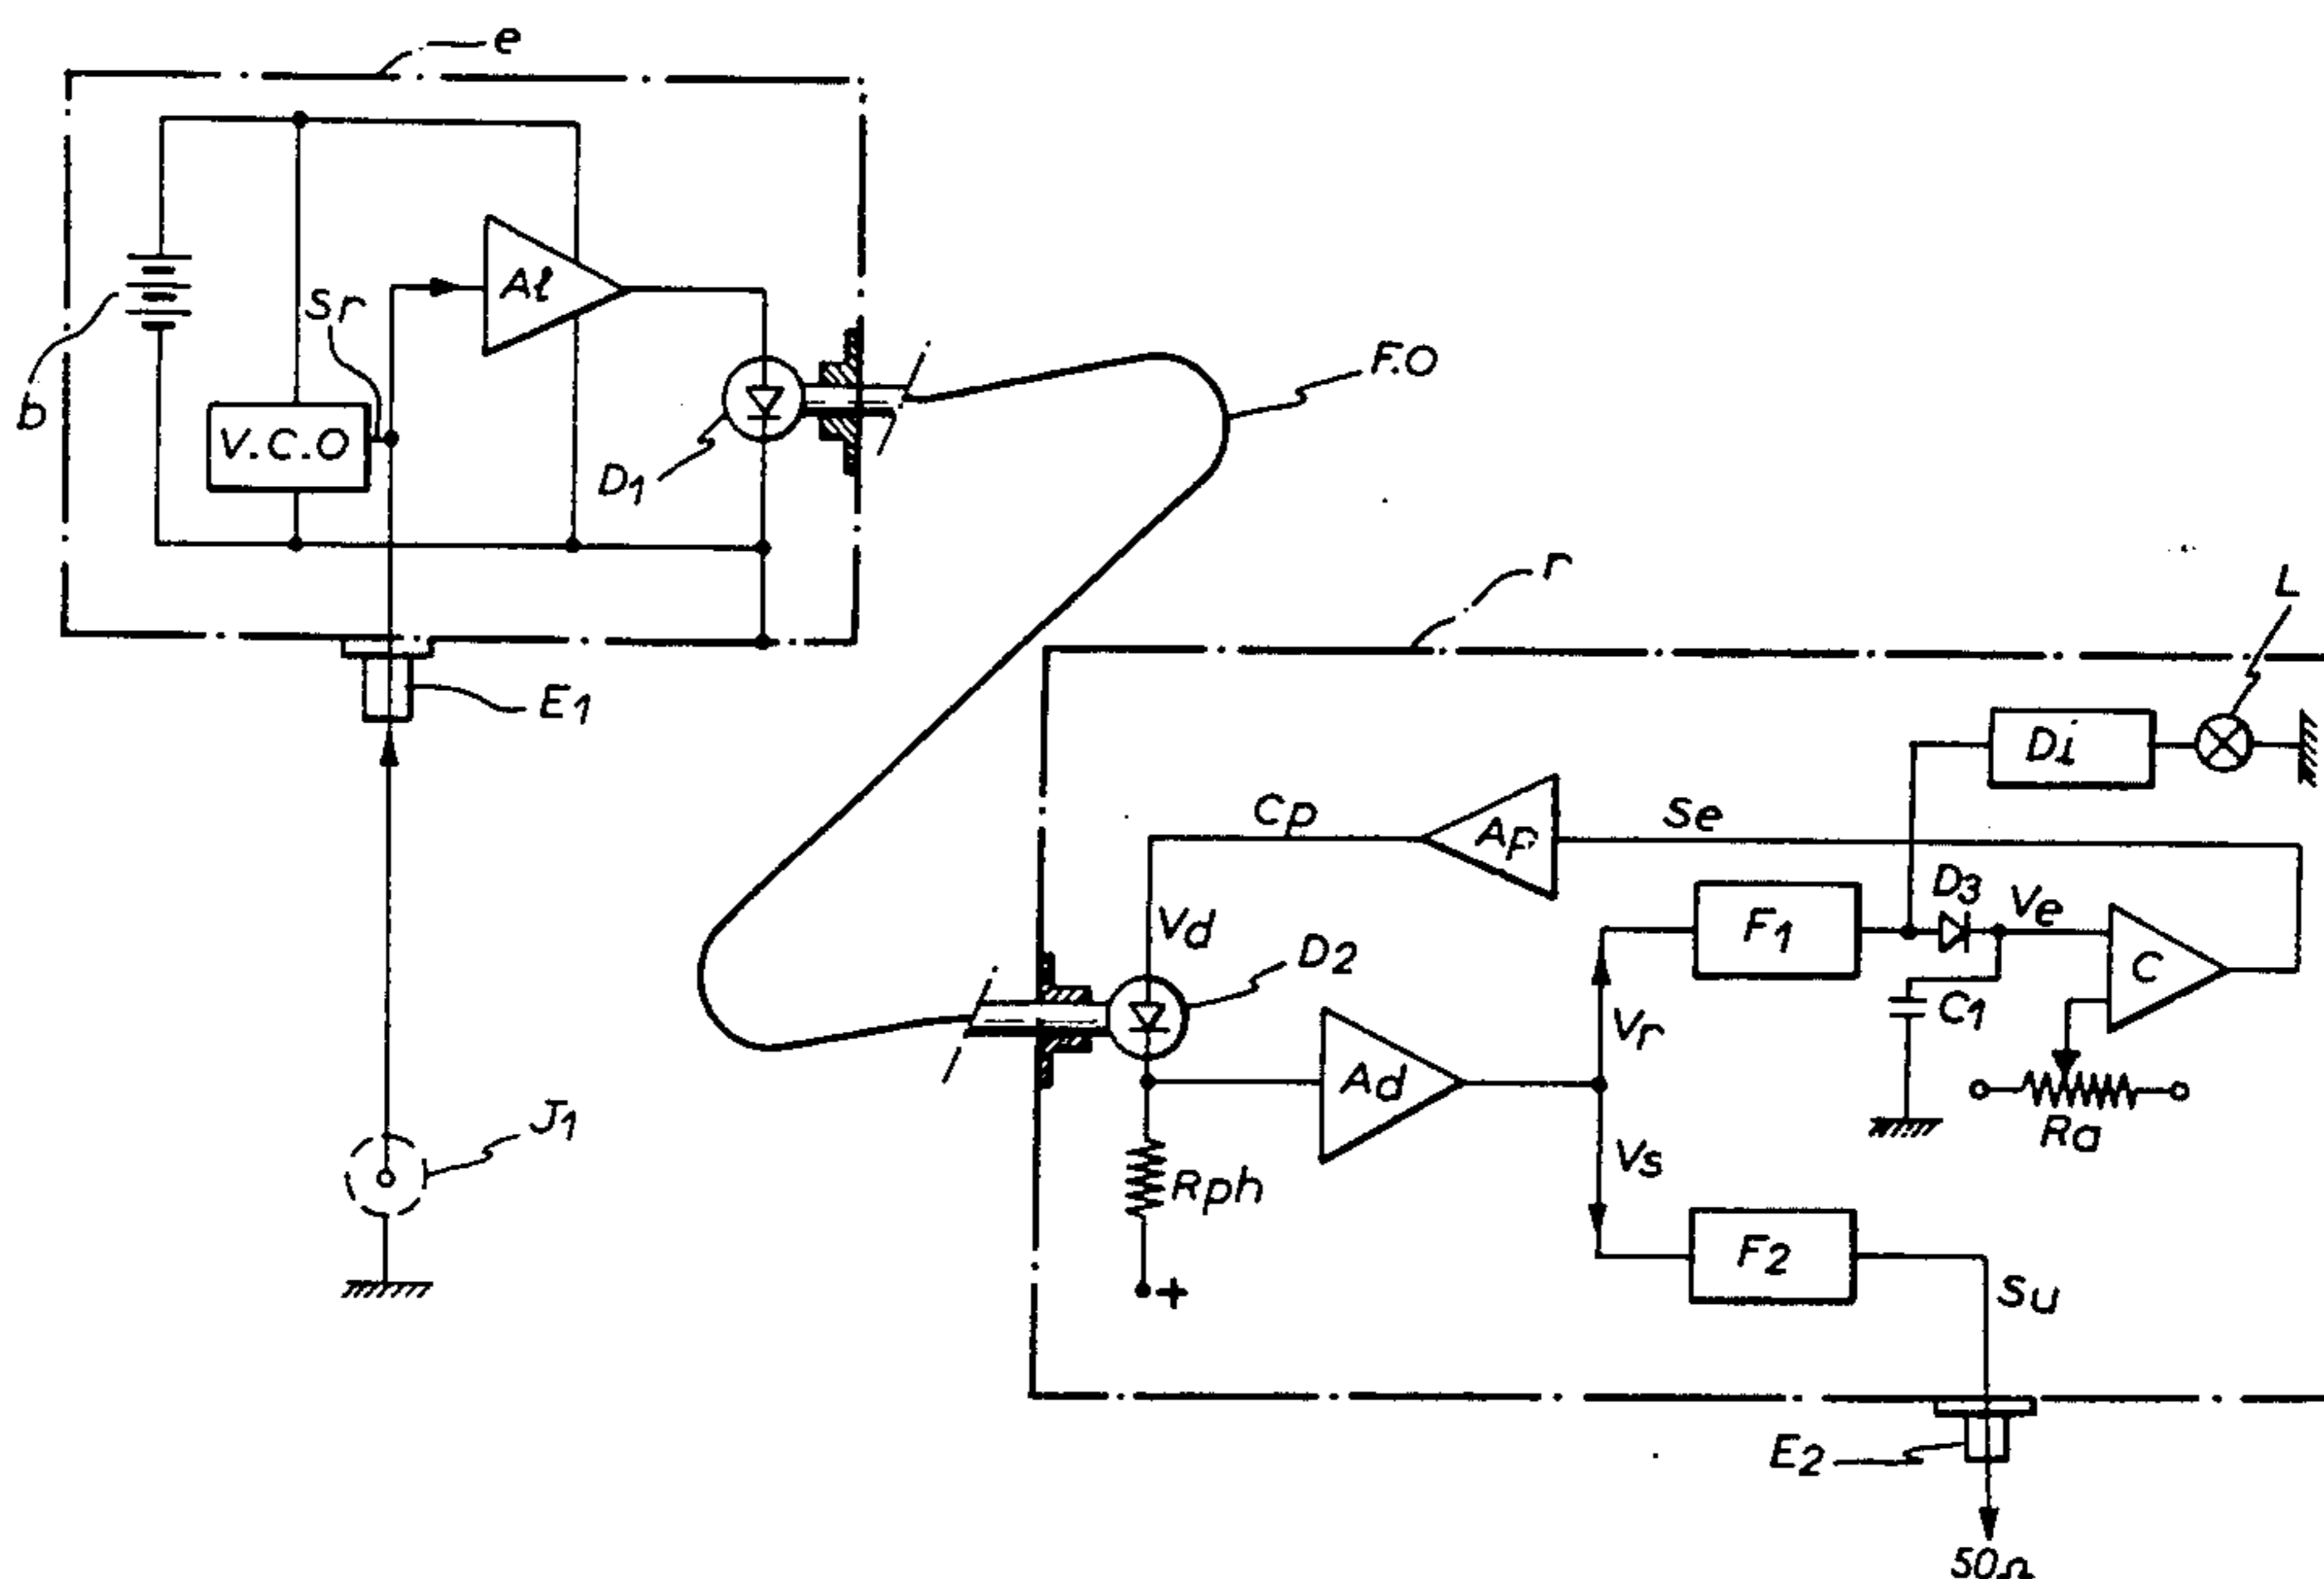 e
b
Sr
Al
V.C.O
D1
F.O
E1
J1
r
L
Di
Cp
Ap
Se
Vd
D2
F1
D3
Ve
C
C1
Ra
Ad
Vr
Vs
Rph
+
F2
Su
E2
50Ω